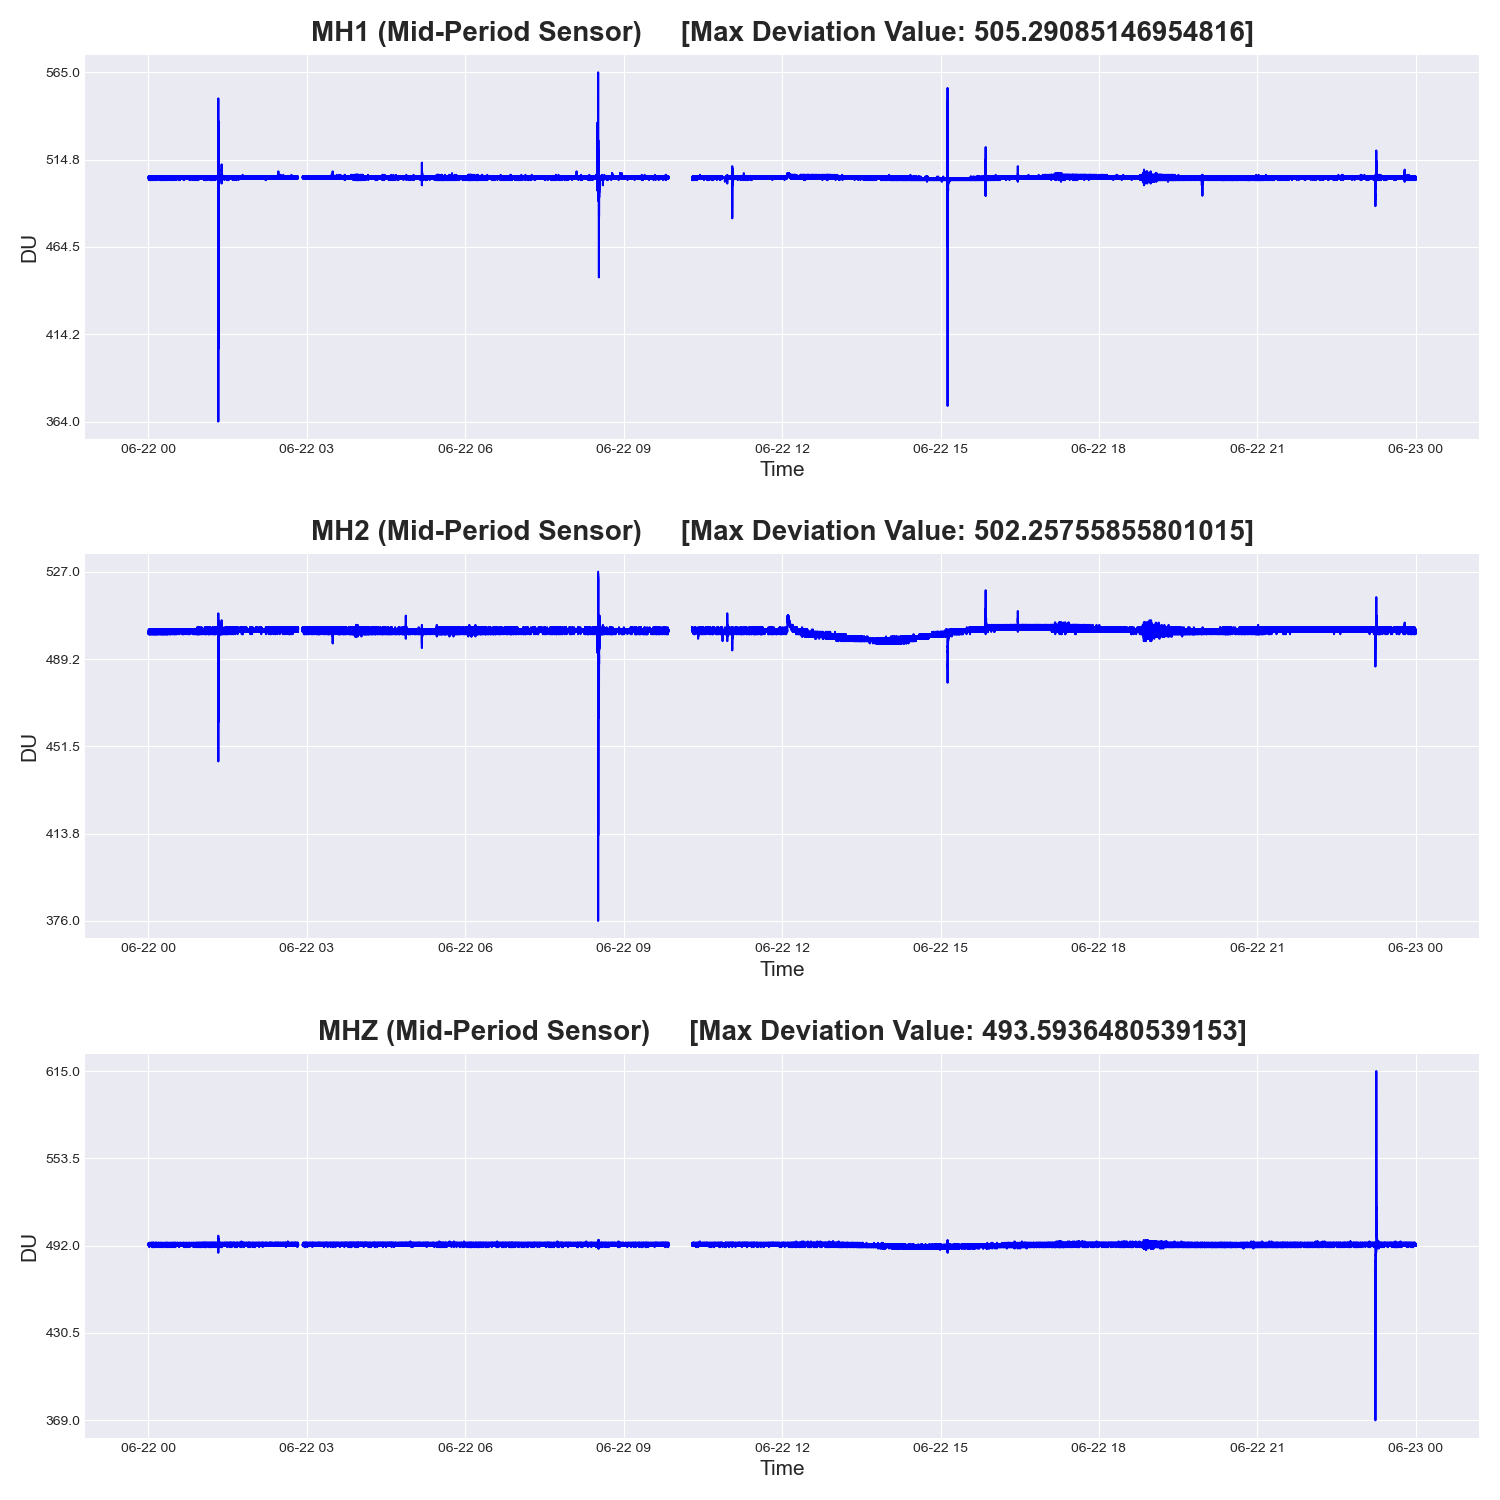 MH1 (Mid-Period Sensor) [Max Deviation Value: 505.29085146954816]
565.0
514.8
464.5
414.2
364.0
DU
06-22 00 06-22 03 06-22 06 06-22 09 06-22 12 06-22 15 06-22 18 06-22 21 06-23 00
Time
MH2 (Mid-Period Sensor) [Max Deviation Value: 502.25755855801015]
527.0
489.2
451.5
413.8
376.0
DU
06-22 00 06-22 03 06-22 06 06-22 09 06-22 12 06-22 15 06-22 18 06-22 21 06-23 00
Time
MHZ (Mid-Period Sensor) [Max Deviation Value: 493.5936480539153]
615.0
553.5
492.0
430.5
369.0
DU
06-22 00 06-22 03 06-22 06 06-22 09 06-22 12 06-22 15 06-22 18 06-22 21 06-23 00
Time